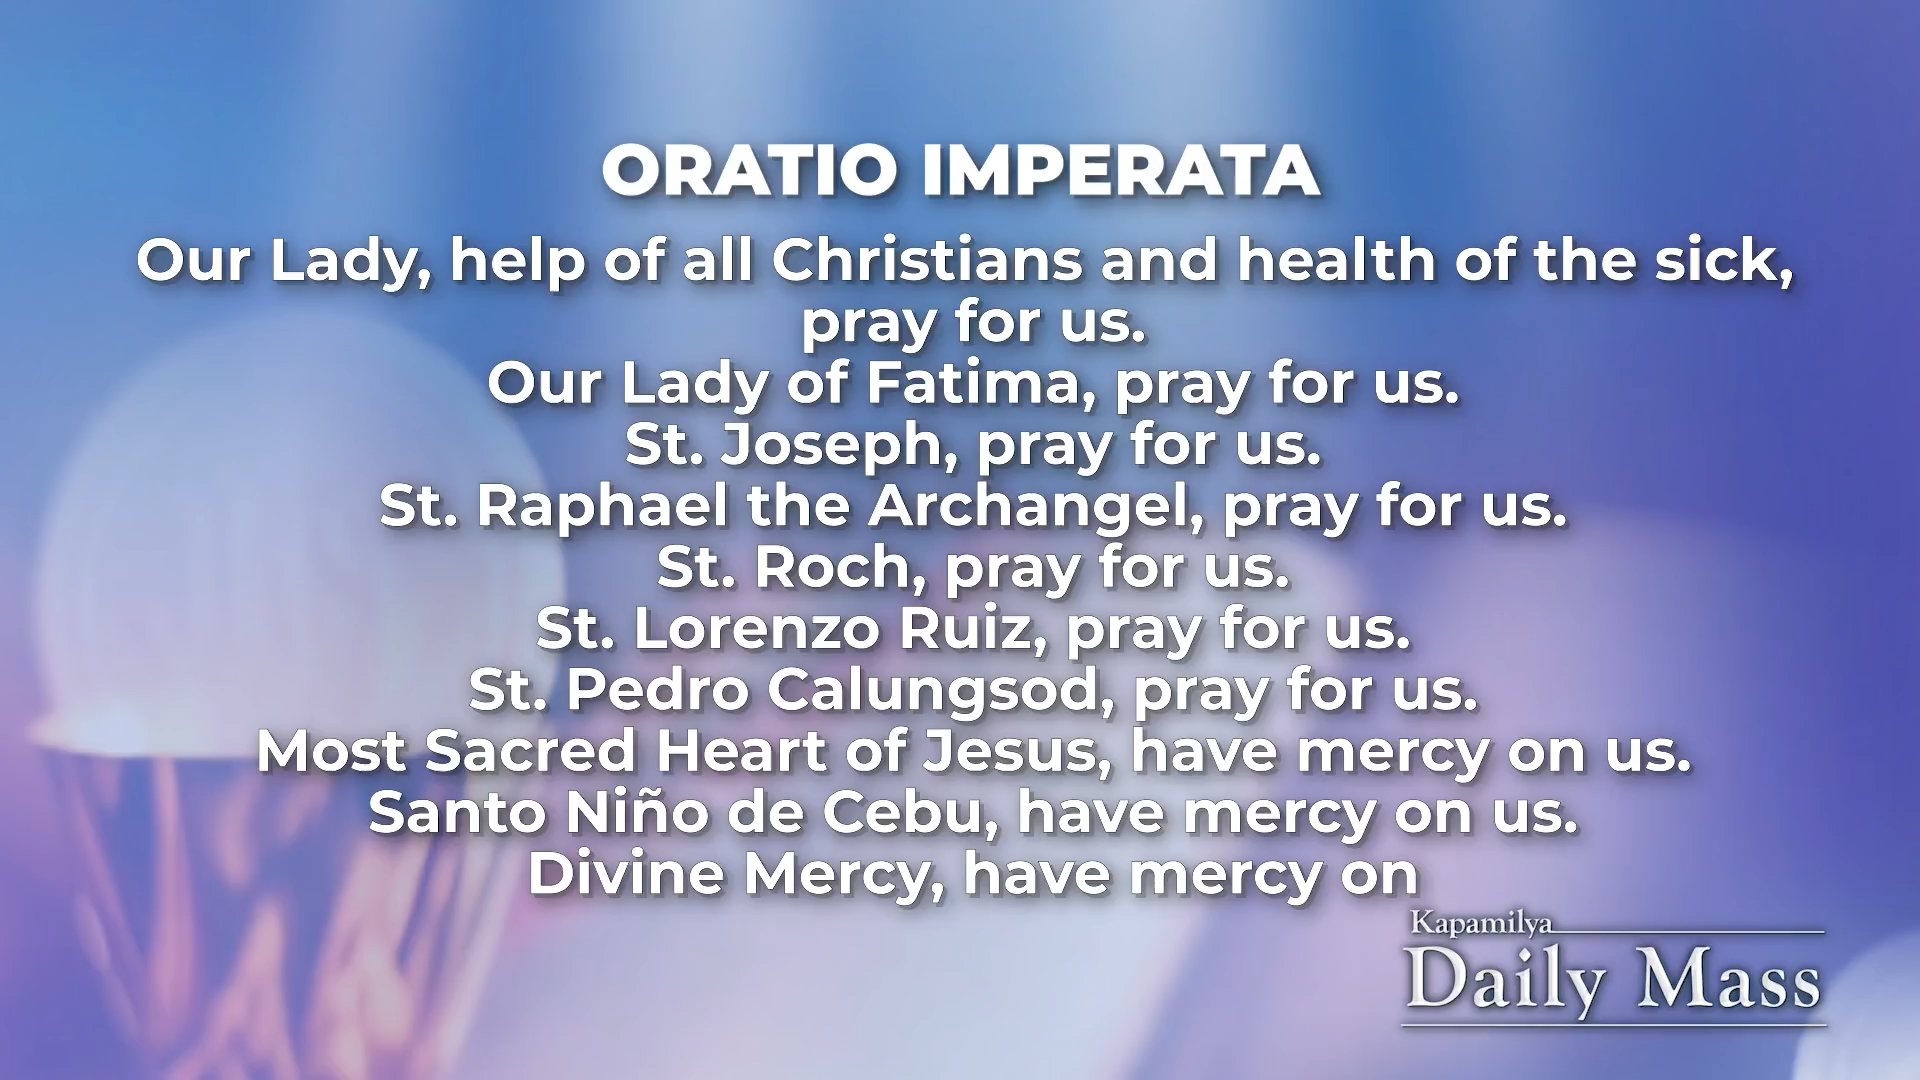 ORATIO IMPERATA
Our Lady, help of all Christians and health of the sick,
pray for us.
Our Lady of Fatima, pray for us.
St. Joseph, pray for us.
St. Raphael the Archangel, pray for us.
St. Roch, pray for us.
St. Lorenzo Ruiz, pray for us.
St. Pedro Calungsod, pray for us.
Most Sacred Heart of Jesus, have mercy on us.
Santo Niño de Cebu, have mercy on us.
Divine Mercy, have mercy on
Kapamilya
Daily Mass